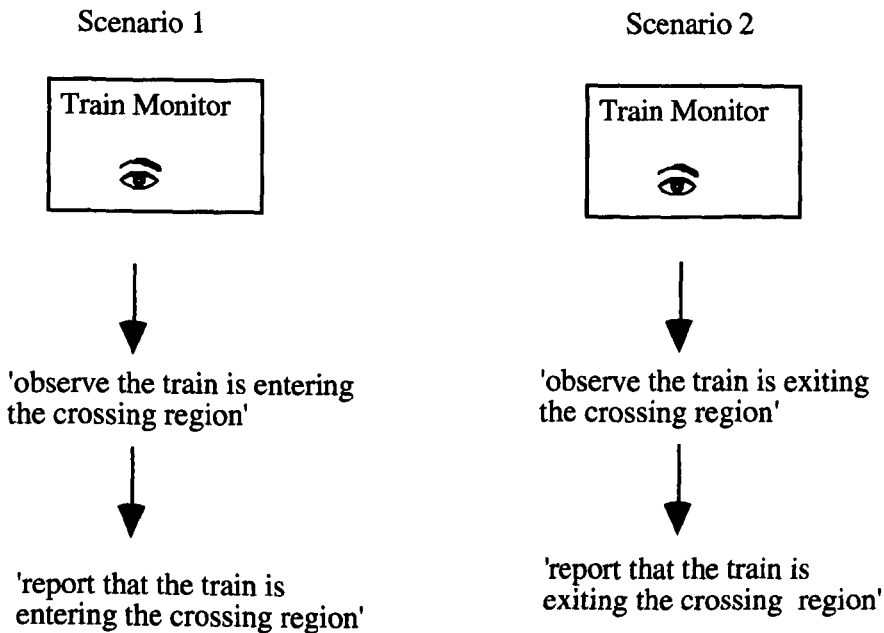 Scenario 1
Train Monitor
'observe the train is entering
the crossing region'
'report that the train is
entering the crossing region'
Scenario 2
Train Monitor
'observe the train is exiting
the crossing region'
'report that the train is
exiting the crossing region'